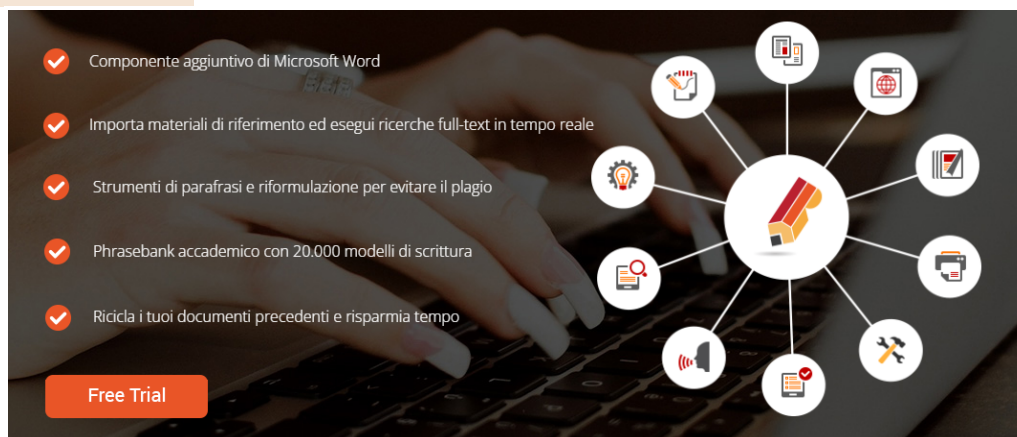 Componente aggiuntivo di Microsoft Word
Importa materiali di riferimento ed esegui ricerche full-text in tempo reale
Strumenti di parafrasi e riformulazione per evitare il plagio
Phrasebank accademico con 20.000 modelli di scrittura
Ricicla i tuoi documenti precedenti e risparmia tempo
Free Trial